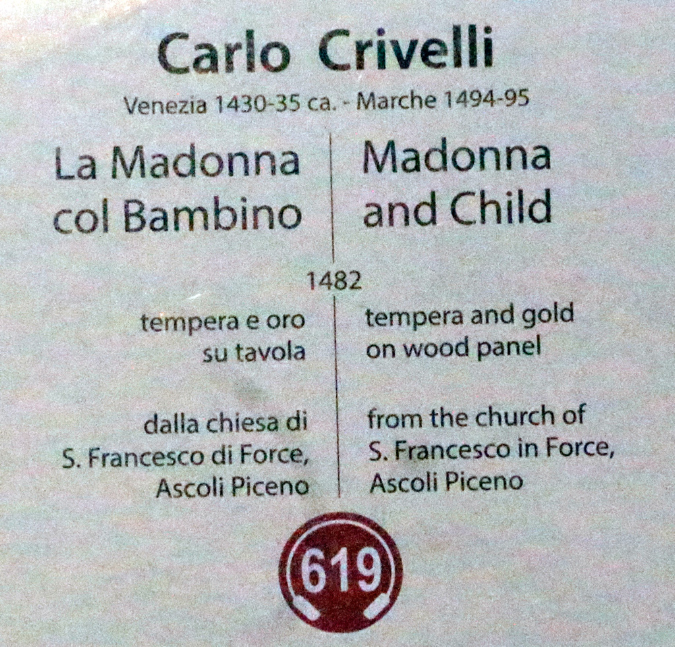 Carlo Crivelli
Venezia 1430-35 ca. - Marche 1494-95
La Madonna
col Bambino
Madonna
and Child
1482
tempera e oro
su tavola
tempera and gold
on wood panel
dalla chiesa di
S. Francesco di Force,
Ascoli Piceno
from the church of
S. Francesco in Force,
Ascoli Piceno
619